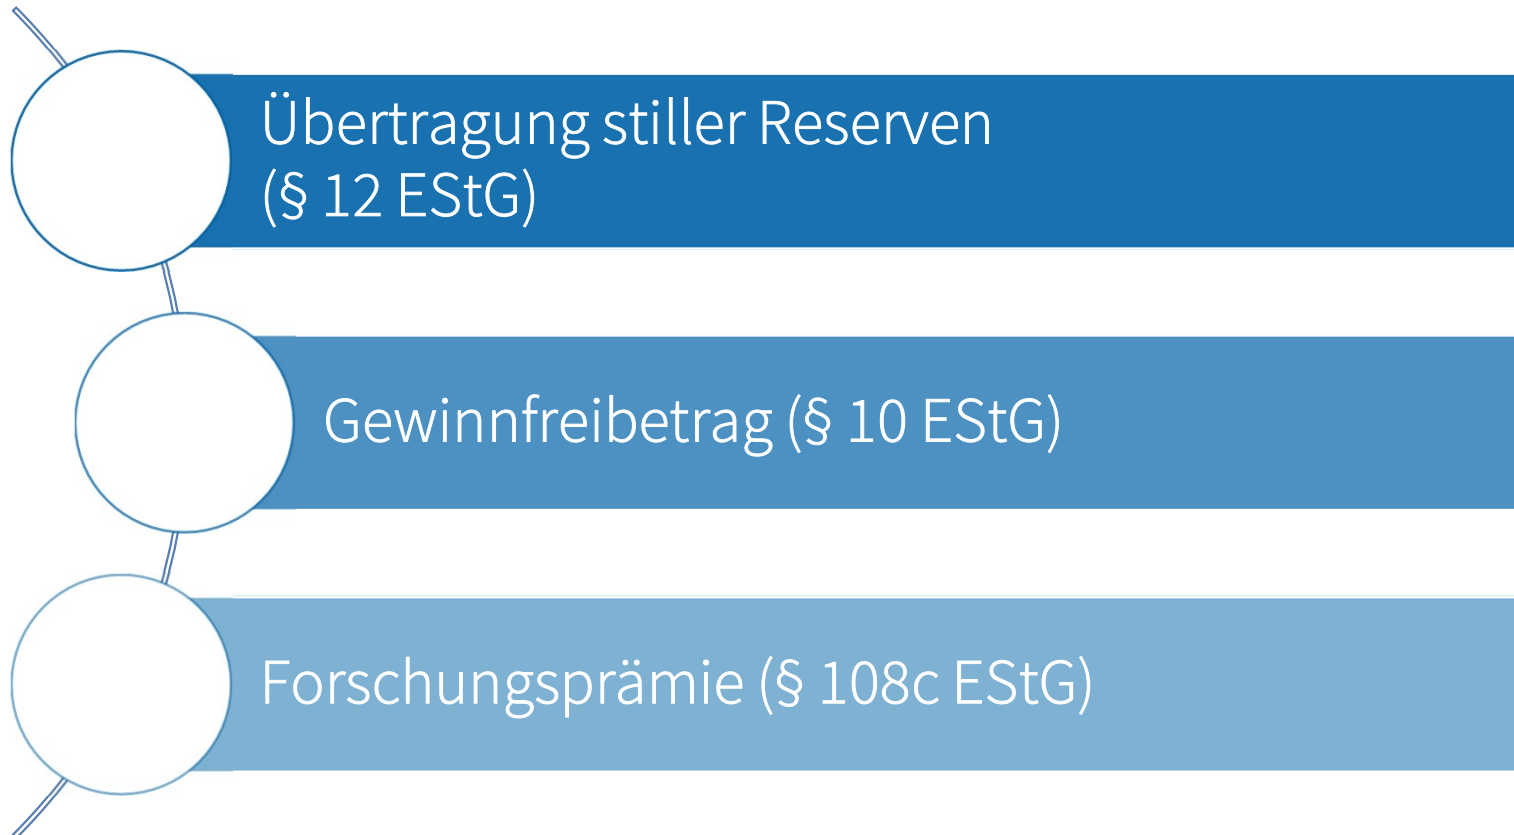 Übertragung stiller Reserven
(§ 12 EStG)
Gewinnfreibetrag (§ 10 EStG)
Forschungsprämie (§ 108c EStG)